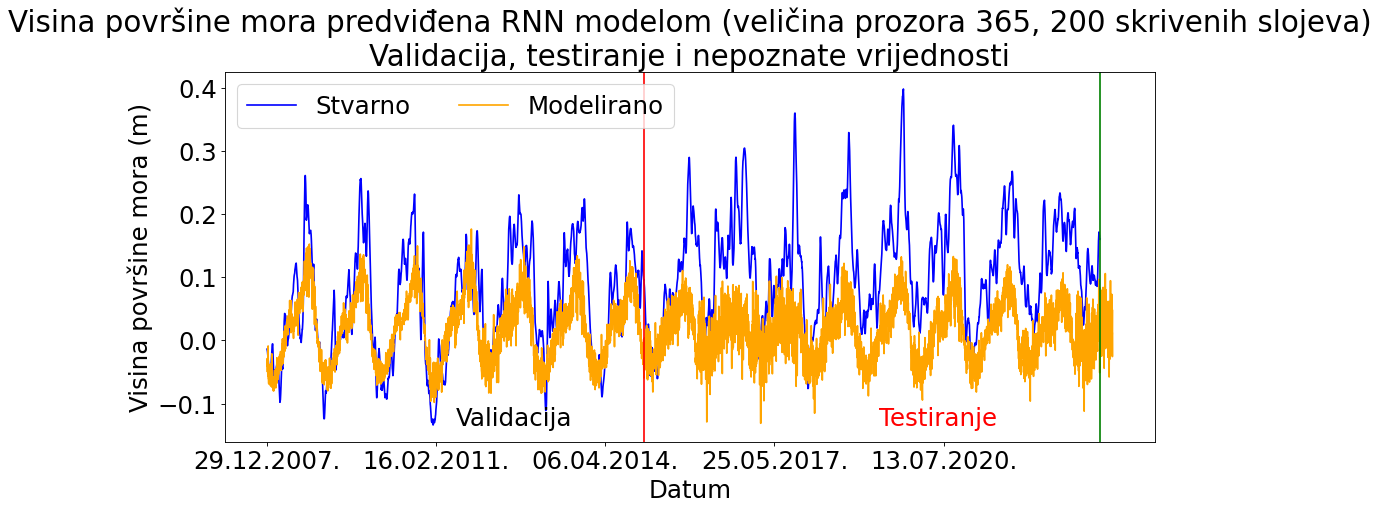 Visina površine mora predviđena RNN modelom (veličina prozora 365, 200 skrivenih slojeva)
Validacija, testiranje i nepoznate vrijednosti
Stvarno
Modelirano
Visina površine mora (m)
0.4
0.3
0.2
0.1
0.0
−0.1
Validacija
Testiranje
29.12.2007.
16.02.2011.
06.04.2014.
25.05.2017.
13.07.2020.
Datum